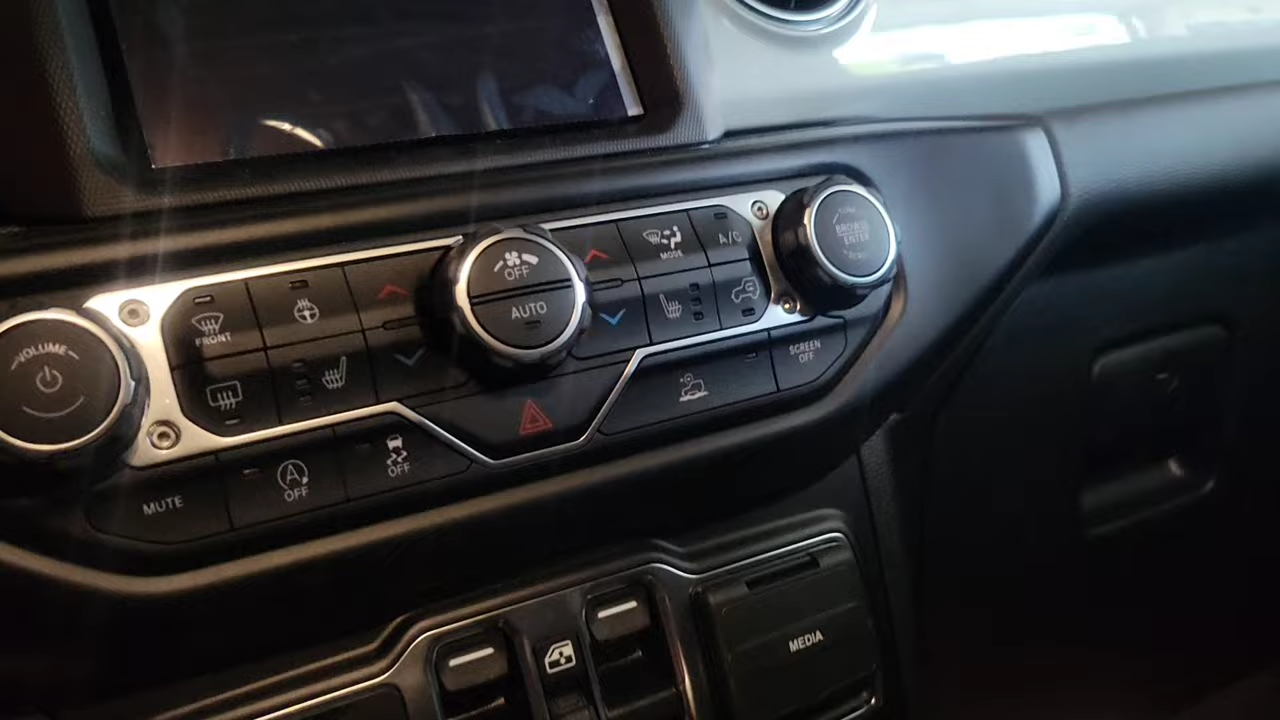 VOLUME
FRONT
OFF
AUTO
MODE
A/C
BROWSE
ENTER
SCREEN
OFF
MUTE
A
OFF
OFF
MEDIA